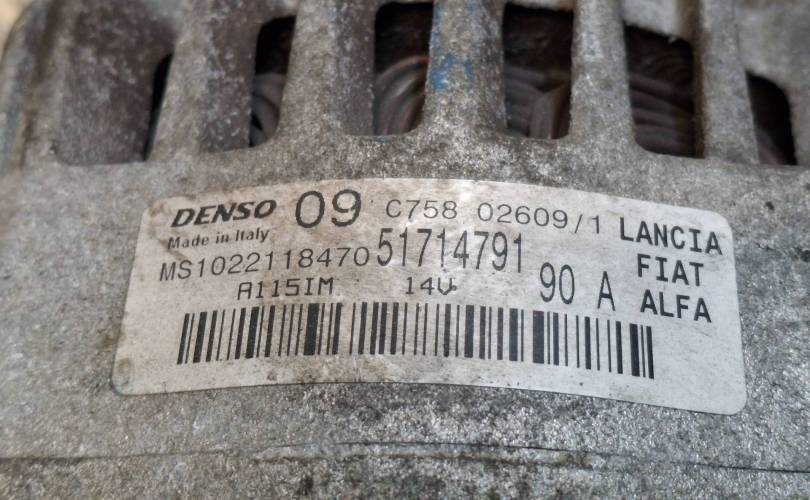 DENSO 09 C758 02609/1 LANCIA
Made in Italy
MS1022118470 51714791 FIAT
A115IM 14V 90 A ALFA